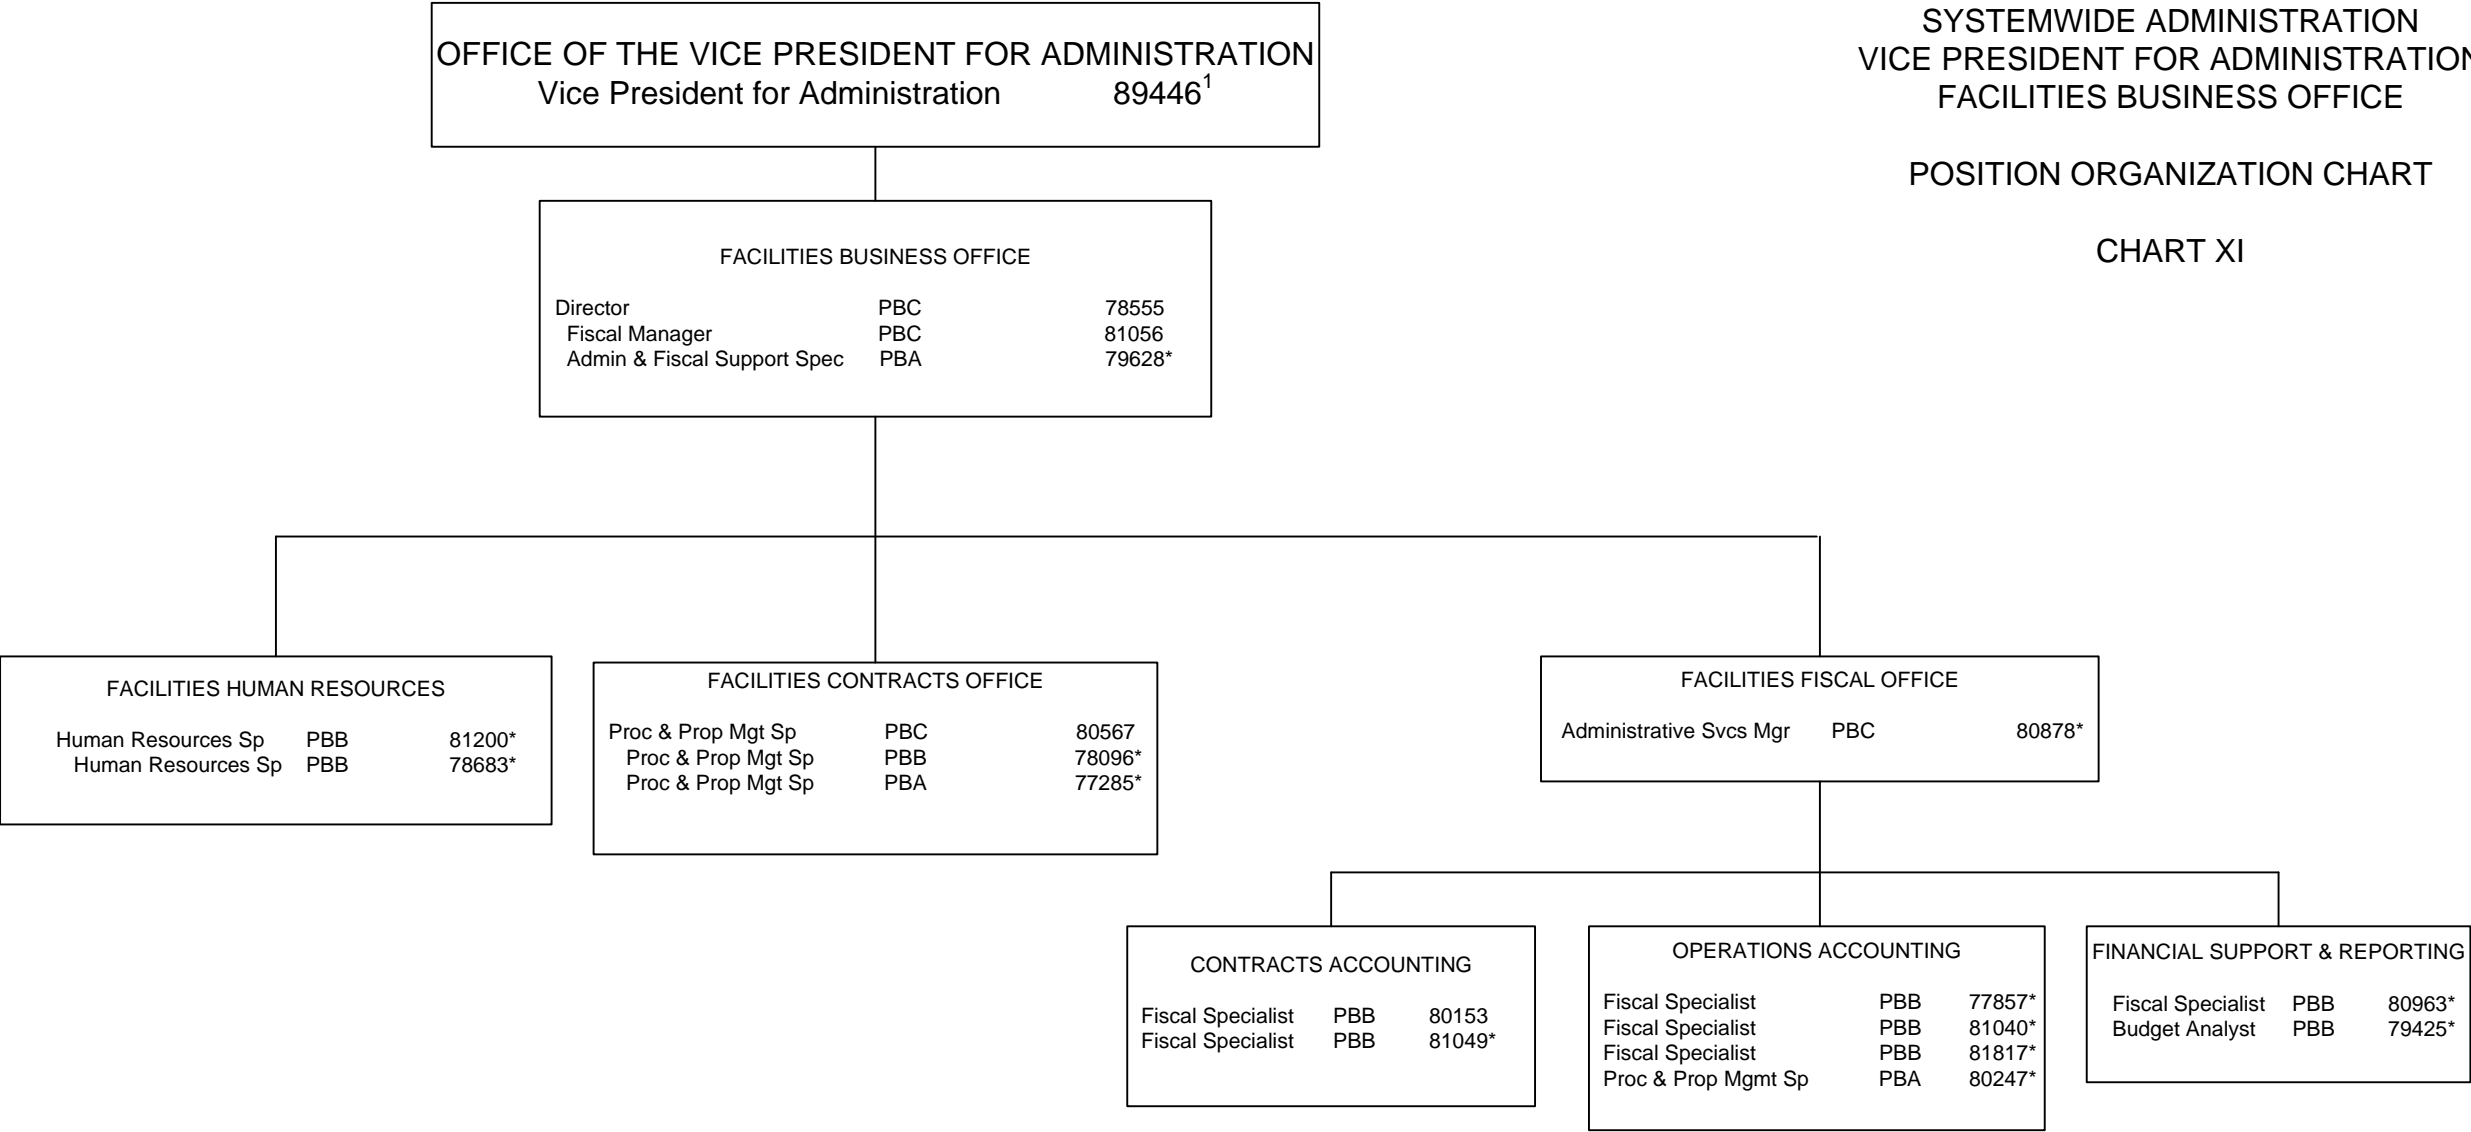 OFFICE OF THE VICE PRESIDENT FOR ADMINISTRATION
Vice President for Administration 89446¹
SYSTEMWIDE ADMINISTRATION
VICE PRESIDENT FOR ADMINISTRATION
FACILITIES BUSINESS OFFICE
POSITION ORGANIZATION CHART
CHART XI
FACILITIES BUSINESS OFFICE
Director PBC 78555
Fiscal Manager PBC 81056
Admin & Fiscal Support Spec PBA 79628*
FACILITIES HUMAN RESOURCES
Human Resources Sp PBB 81200*
Human Resources Sp PBB 78683*
FACILITIES CONTRACTS OFFICE
Proc & Prop Mgt Sp PBC 80567
Proc & Prop Mgt Sp PBB 78096*
Proc & Prop Mgt Sp PBA 77285*
FACILITIES FISCAL OFFICE
Administrative Svcs Mgr PBC 80878*
CONTRACTS ACCOUNTING
Fiscal Specialist PBB 80153
Fiscal Specialist PBB 81049*
OPERATIONS ACCOUNTING
Fiscal Specialist PBB 77857*
Fiscal Specialist PBB 81040*
Fiscal Specialist PBB 81817*
Proc & Prop Mgmt Sp PBA 80247*
FINANCIAL SUPPORT & REPORTING
Fiscal Specialist PBB 80963*
Budget Analyst PBB 79425*